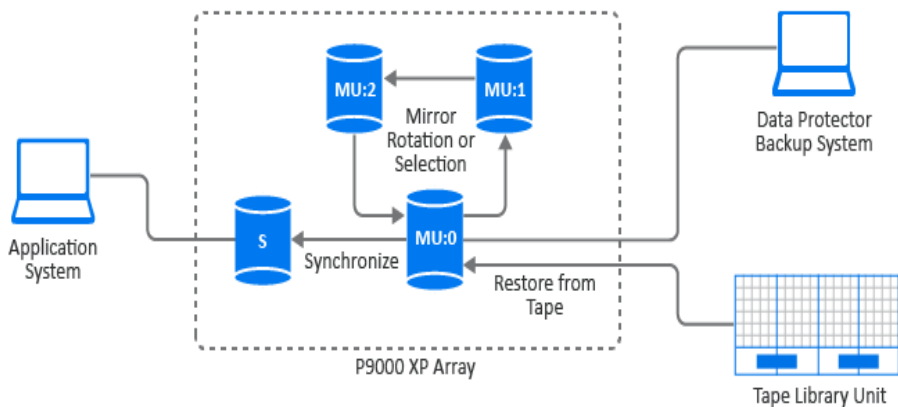 MU:2
MU:1
Mirror
Rotation or
Selection
Data Protector
Backup System
Application
System
S
Synchronize
MU:0
Restore from
Tape
P9000 XP Array
Tape Library Unit